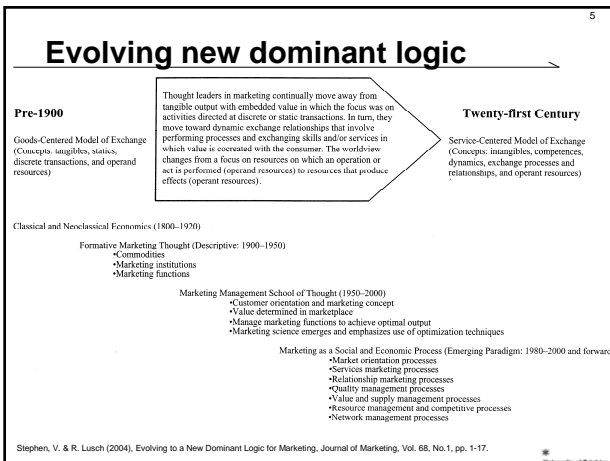 5
Evolving new dominant logic
Pre-1900
Goods-Centered Model of Exchange
(Concepts: tangibles, statics,
discrete transactions, and operand
resources)
Thought leaders in marketing continually move away from
tangible output with embedded value in which the focus was on
activities directed at discrete or static transactions. In turn, they
move toward dynamic exchange relationships that involve
performing processes and exchanging skills and/or services in
which value is cocreated with the consumer. The worldview
changes from a focus on resources on which an operation or
act is performed (operand resources) to resources that produce
effects (operant resources).
Twenty-first Century
Service-Centered Model of Exchange
(Concepts: intangibles, competences,
dynamics, exchange processes and
relationships, and operant resources)
Classical and Neoclassical Economics (1800–1920)
Formative Marketing Thought (Descriptive: 1900–1950)
•Commodities
•Marketing institutions
•Marketing functions
Marketing Management School of Thought (1950–2000)
•Customer orientation and marketing concept
•Value determined in marketplace
•Manage marketing functions to achieve optimal output
•Marketing science emerges and emphasizes use of optimization techniques
Marketing as a Social and Economic Process (Emerging Paradigm: 1980–2000 and forward
•Market orientation processes
•Services marketing processes
•Relationship marketing processes
•Quality management processes
•Value and supply management processes
•Resource management and competitive processes
•Network management processes
Stephen, V. & R. Lusch (2004), Evolving to a New Dominant Logic for Marketing, Journal of Marketing, Vol. 68, No.1, pp. 1-17.